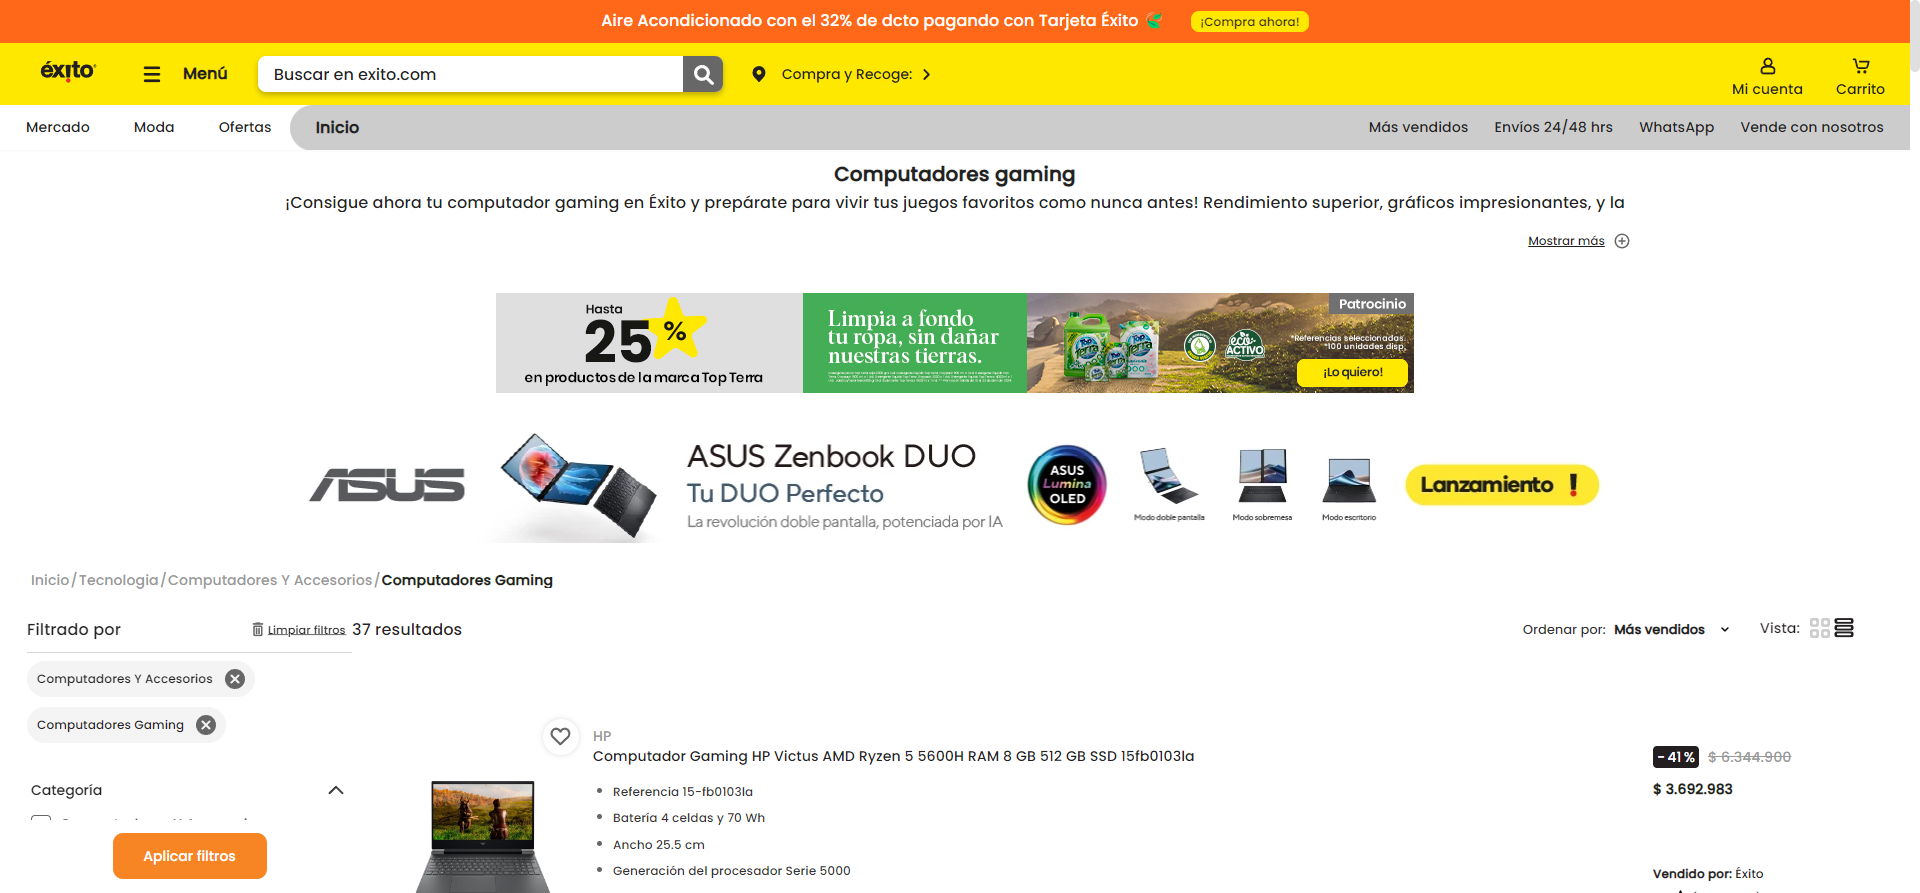 Aire Acondicionado con el 32% de dcto pagando con Tarjeta Éxito
¡Compra ahora!
éxito
Menú
Buscar en exito.com
Compra y Recoge:
Mi cuenta
Carrito
Mercado
Moda
Ofertas
Inicio
Más vendidos
Envíos 24/48 hrs
WhatsApp
Vende con nosotros
Computadores gaming
¡Consigue ahora tu computador gaming en Éxito y prepárate para vivir tus juegos favoritos como nunca antes! Rendimiento superior, gráficos impresionantes, y la
Mostrar más
Hasta
25%
en productos de la marca Top Terra
Limpia a fondo
tu ropa, sin dañar
nuestras tierras.
Top Terra
eco ACTIVO
Patrocinio
*Referencias seleccionadas.
*100 unidades disp.
¡Lo quiero!
ASUS
ASUS Zenbook DUO
Tu DUO Perfecto
La revolución doble pantalla, potenciada por IA
ASUS
Lumina
OLED
Modo doble pantalla
Modo sobremesa
Modo escritorio
Lanzamiento !
Inicio/Tecnologia/Computadores Y Accesorios/Computadores Gaming
Filtrado por
Limpiar filtros
37 resultados
Ordenar por: Más vendidos
Vista:
Computadores Y Accesorios
Computadores Gaming
Categoría
Aplicar filtros
HP
Computador Gaming HP Victus AMD Ryzen 5 5600H RAM 8 GB 512 GB SSD 15fb0103la
Referencia 15-fb0103la
Batería 4 celdas y 70 Wh
Ancho 25.5 cm
Generación del procesador Serie 5000
- 41 %
$ 6.344.900
$ 3.692.983
Vendido por: Éxito